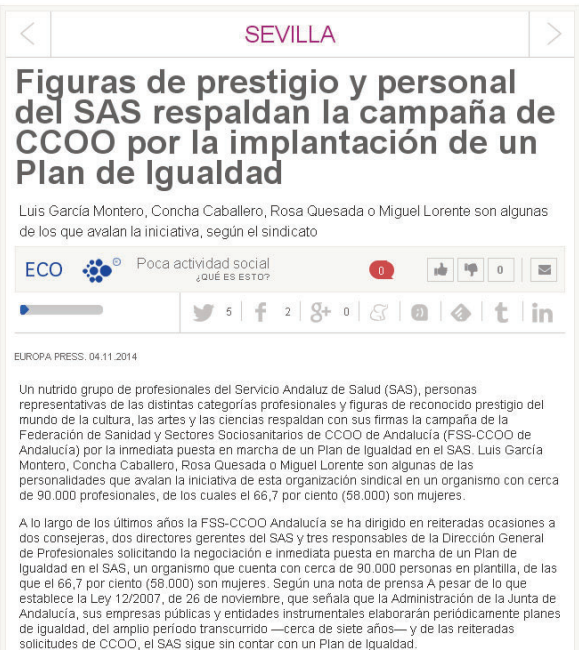 SEVILLA
Figuras de prestigio y personal
del SAS respaldan la campaña de
CCOO por la implantación de un
Plan de Igualdad
Luis García Montero, Concha Caballero, Rosa Quesada o Miguel Lorente son algunas
de los que avalan la iniciativa, según el sindicato
ECO Poca actividad social 0 0
¿QUÉ ES ESTO?
5 f 2 g+ 0 t in
EUROPA PRESS. 04.11.2014
Un nutrido grupo de profesionales del Servicio Andaluz de Salud (SAS), personas
representativas de las distintas categorías profesionales y figuras de reconocido prestigio del
mundo de la cultura, las artes y las ciencias respaldan con sus firmas la campaña de la
Federación de Sanidad y Sectores Sociosanitarios de CCOO de Andalucía (FSS-CCOO de
Andalucía) por la inmediata puesta en marcha de un Plan de Igualdad en el SAS. Luis García
Montero, Concha Caballero, Rosa Quesada o Miguel Lorente son algunas de las
personalidades que avalan la iniciativa de esta organización sindical en un organismo con cerca
de 90.000 profesionales, de los cuales el 66,7 por ciento (58.000) son mujeres.
A lo largo de los últimos años la FSS-CCOO Andalucía se ha dirigido en reiteradas ocasiones a
dos consejeras, dos directores gerentes del SAS y tres responsables de la Dirección General
de Profesionales solicitando la negociación e inmediata puesta en marcha de un Plan de
Igualdad en el SAS, un organismo que cuenta con cerca de 90.000 personas en plantilla, de las
que el 66,7 por ciento (58.000) son mujeres. Según una nota de prensa A pesar de lo que
establece la Ley 12/2007, de 26 de noviembre, que señala que la Administración de la Junta de
Andalucía, sus empresas públicas y entidades instrumentales elaborarán periódicamente planes
de igualdad, del amplio período transcurrido —cerca de siete años— y de las reiteradas
solicitudes de CCOO, el SAS sigue sin contar con un Plan de Igualdad.